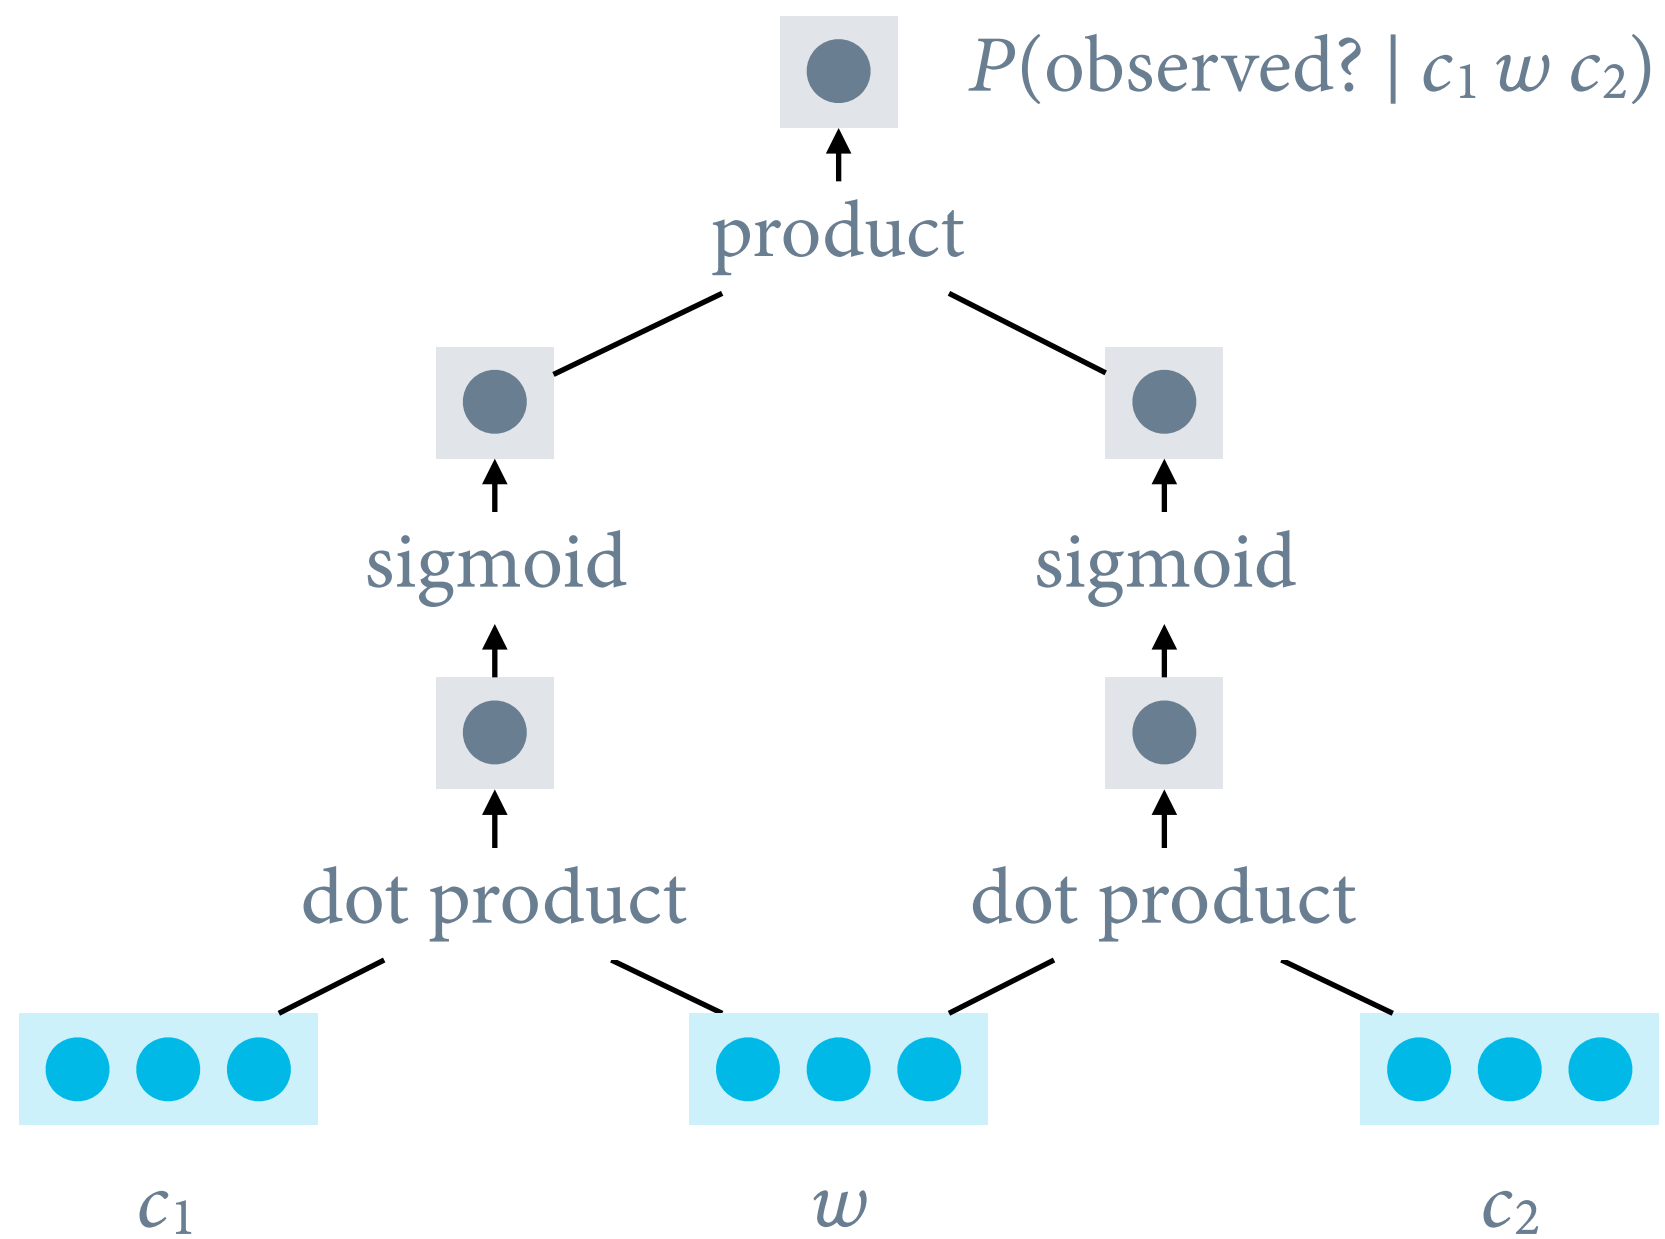 P(observed? | c₁ w c₂)
product
sigmoid sigmoid
dot product dot product
c₁ w c₂